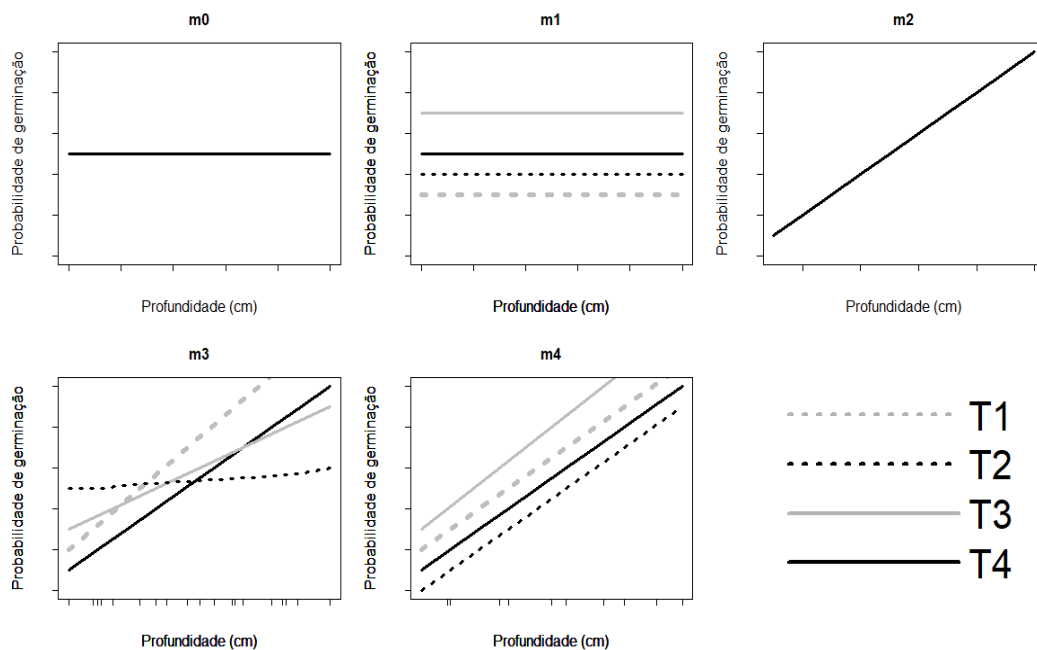 m0
Probabilidade de germinação
Profundidade (cm)
m1
Probabilidade de germinação
Profundidade (cm)
m2
Probabilidade de germinação
Profundidade (cm)
m3
Probabilidade de germinação
Profundidade (cm)
m4
Probabilidade de germinação
Profundidade (cm)
T1
T2
T3
T4